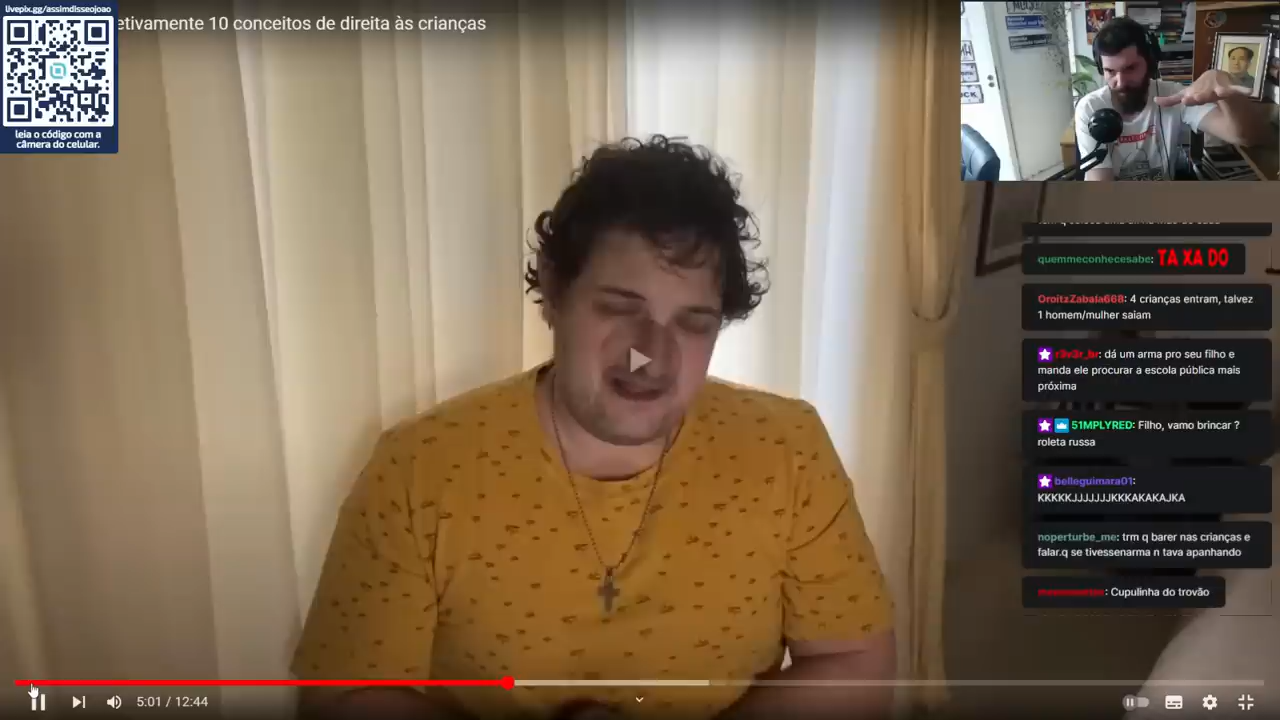 livepix.gg/assimdisseojoao
etivamente 10 conceitos de direita às crianças
leia o código com a
câmera do celular.
quemmeconhecesabe: TA XA DO
OroitzZabala668: 4 crianças entram, talvez
1 homem/mulher saiam
r3v3r_br: dá um arma pro seu filho e
manda ele procurar a escola pública mais
próxima
51MPLYRED: Filho, vamo brincar ?
roleta russa
belleguimara01:
KKKKKJJJJJJJKKKAKAKAJKA
noperturbe_me: trm q barer nas crianças e
falar.q se tivessenarma n tava apanhando
: Cupulinha do trovão
5:01 / 12:44